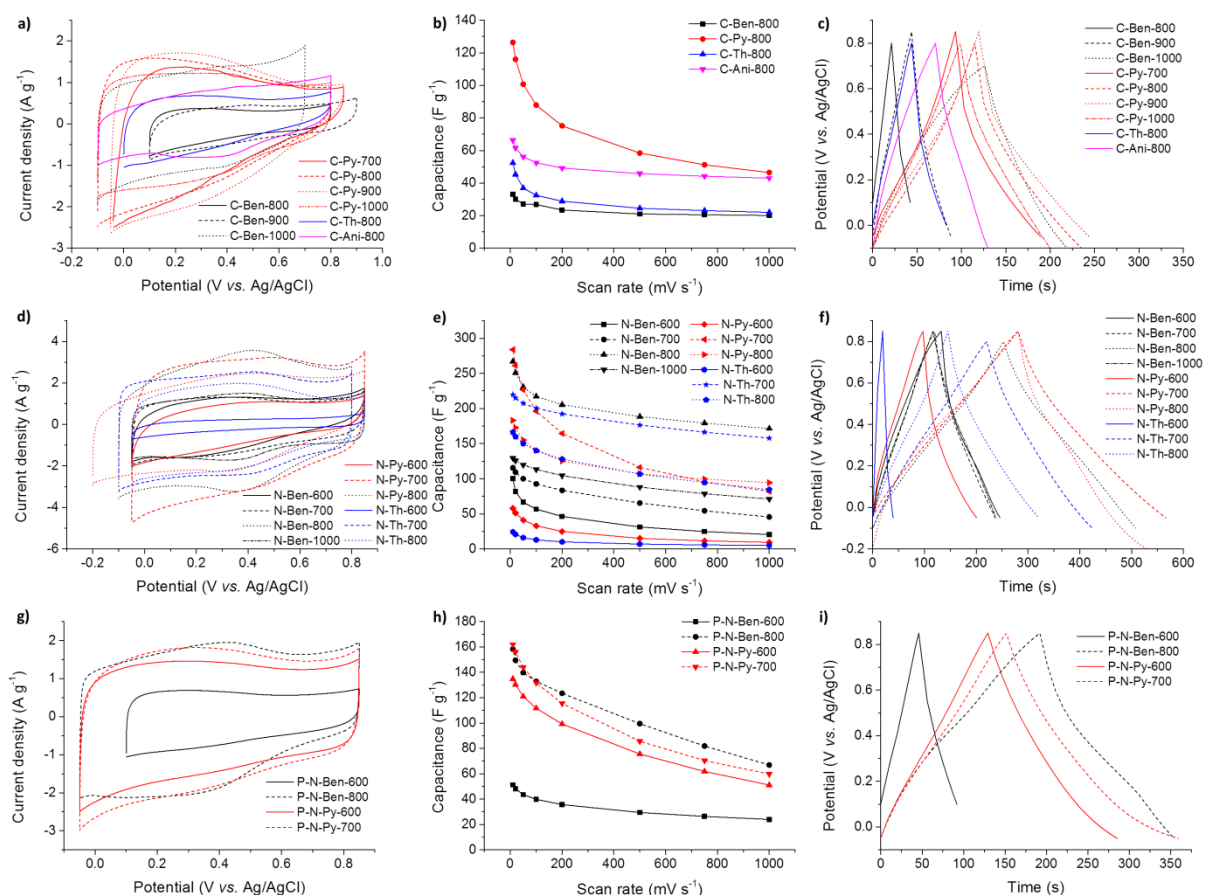 a)
Current density (A g⁻¹)
2
1
0
-1
-2
-3
C-Py-700
C-Py-800
C-Py-900
C-Ben-800 C-Py-1000
C-Ben-900 C-Th-800
C-Ben-1000 C-Ani-800
-0.2 0.0 0.2 0.4 0.6 0.8 1.0
Potential (V vs. Ag/AgCl)
b)
Capacitance (F g⁻¹)
150
135
120
105
90
75
60
45
30
15
0
C-Ben-800
C-Py-800
C-Th-800
C-Ani-800
0 200 400 600 800 1000
Scan rate (mV s⁻¹)
c)
Potential (V vs. Ag/AgCl)
0.8
0.6
0.4
0.2
0.0
C-Ben-800
C-Ben-900
C-Ben-1000
C-Py-700
C-Py-800
C-Py-900
C-Py-1000
C-Th-800
C-Ani-800
0 50 100 150 200 250 300 350
Time (s)
d)
Current density (A g⁻¹)
6
4
2
0
-2
-4
-6
N-Py-600
N-Py-700
N-Ben-600 N-Py-800
N-Ben-700 N-Th-600
N-Ben-800 N-Th-700
N-Ben-1000 N-Th-800
-0.2 0.0 0.2 0.4 0.6 0.8
Potential (V vs. Ag/AgCl)
e)
Capacitance (F g⁻¹)
300
250
200
150
100
50
0
N-Ben-600 N-Py-600
N-Ben-700 N-Py-700
N-Ben-800 N-Py-800
N-Ben-1000 N-Th-600
N-Th-700
N-Th-800
0 200 400 600 800 1000
Scan rate (mV s⁻¹)
f)
Potential (V vs. Ag/AgCl)
0.8
0.6
0.4
0.2
0.0
-0.2
N-Ben-600
N-Ben-700
N-Ben-800
N-Ben-1000
N-Py-600
N-Py-700
N-Py-800
N-Th-600
N-Th-700
N-Th-800
0 100 200 300 400 500 600
Time (s)
g)
Current density (A g⁻¹)
3
2
1
0
-1
-2
-3
P-N-Ben-600
P-N-Ben-800
P-N-Py-600
P-N-Py-700
0.0 0.2 0.4 0.6 0.8
Potential (V vs. Ag/AgCl)
h)
Capacitance (F g⁻¹)
180
160
140
120
100
80
60
40
20
0
P-N-Ben-600
P-N-Ben-800
P-N-Py-600
P-N-Py-700
0 200 400 600 800 1000
Scan rate (mV s⁻¹)
i)
Potential (V vs. Ag/AgCl)
0.8
0.6
0.4
0.2
0.0
P-N-Ben-600
P-N-Ben-800
P-N-Py-600
P-N-Py-700
0 50 100 150 200 250 300 350
Time (s)